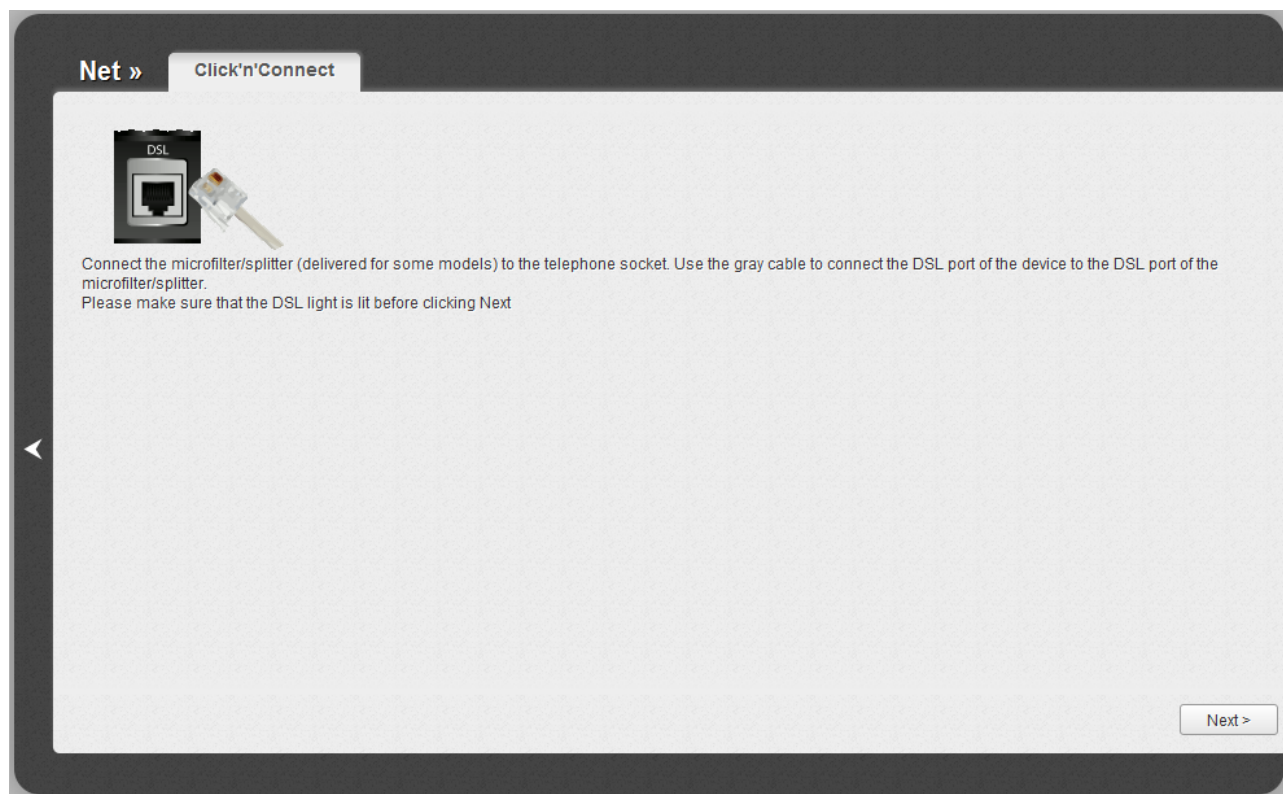 Net » Click'n'Connect
DSL
Connect the microfilter/splitter (delivered for some models) to the telephone socket. Use the gray cable to connect the DSL port of the device to the DSL port of the
microfilter/splitter.
Please make sure that the DSL light is lit before clicking Next
Next >